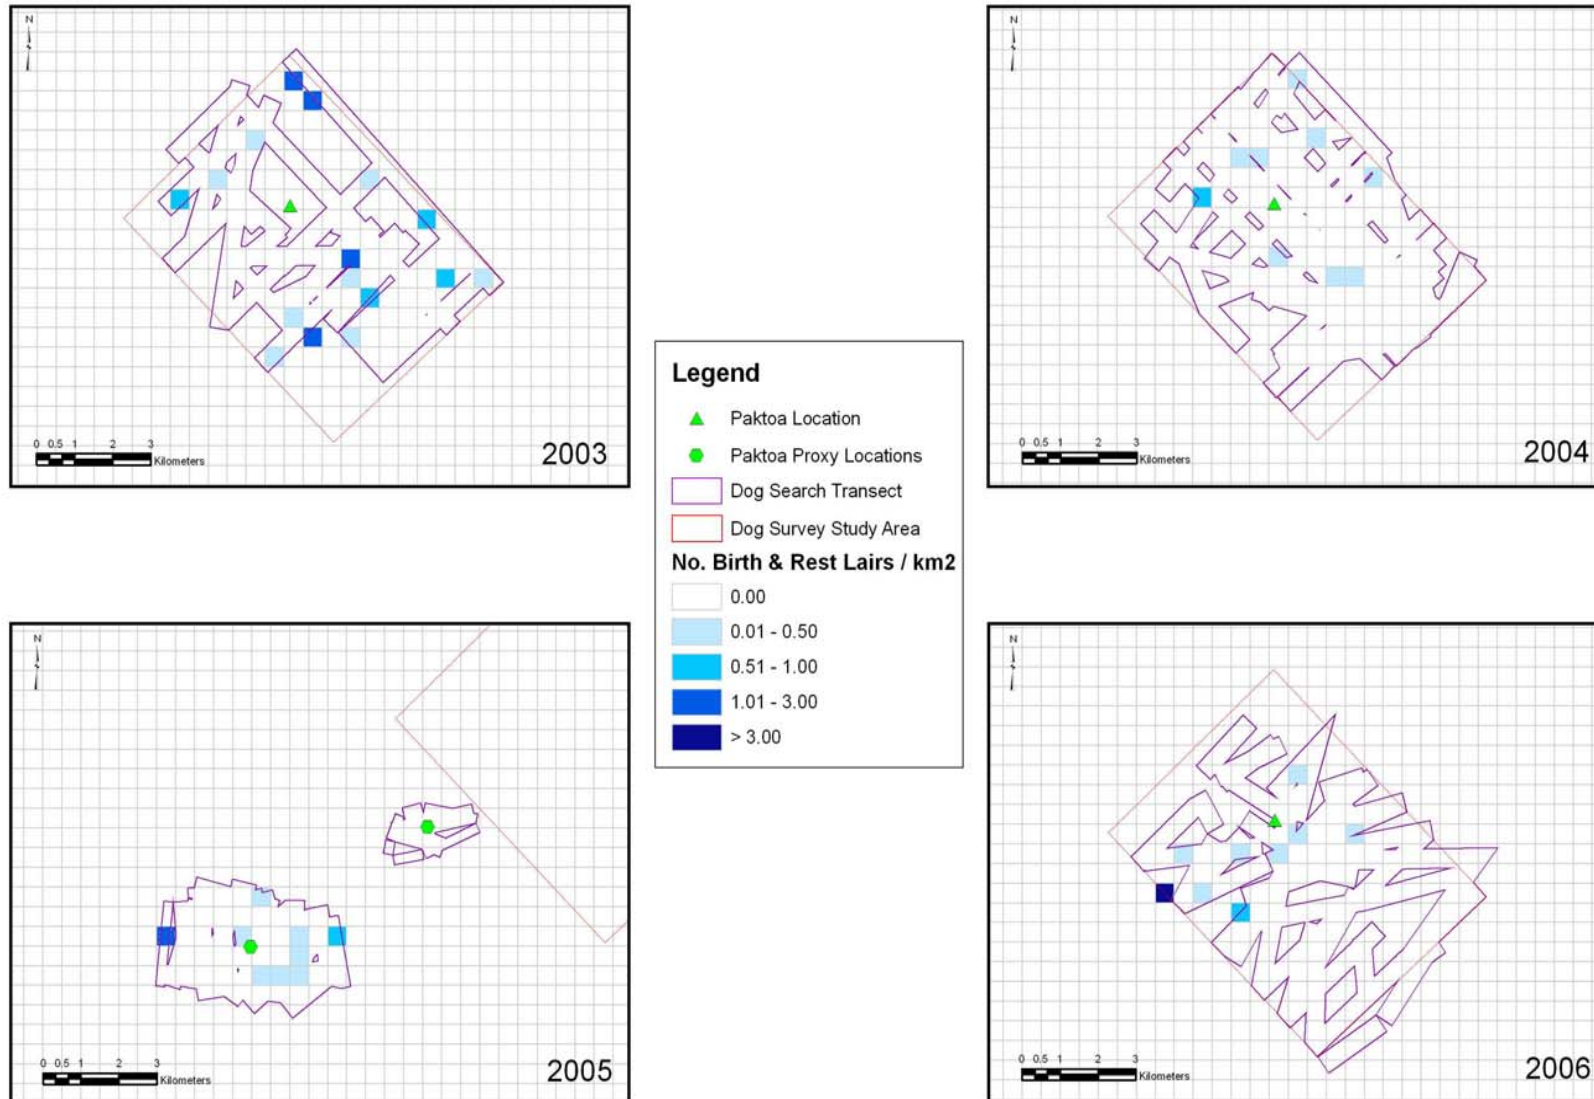 N
0 0.5 1 2 3
Kilometers
2003
N
0 0.5 1 2 3
Kilometers
2004
Legend
Paktoa Location
Paktoa Proxy Locations
Dog Search Transect
Dog Survey Study Area
No. Birth & Rest Lairs / km2
0.00
0.01 - 0.50
0.51 - 1.00
1.01 - 3.00
> 3.00
N
0 0.5 1 2 3
Kilometers
2005
N
0 0.5 1 2 3
Kilometers
2006